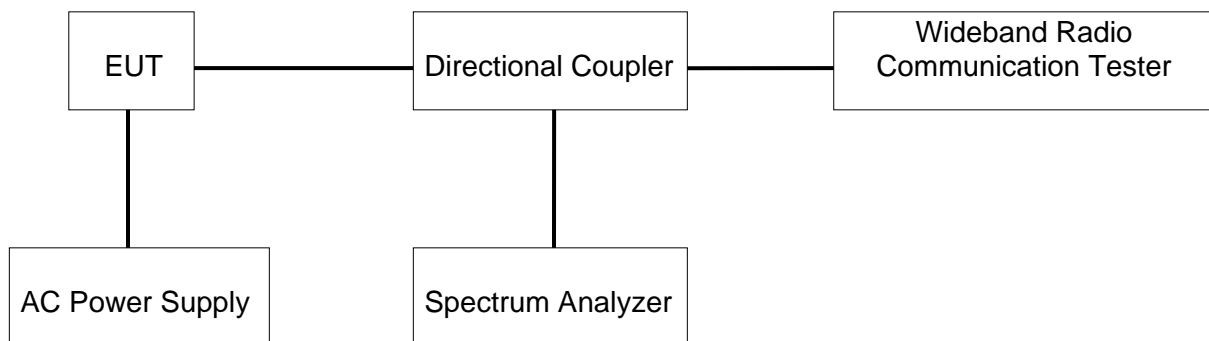 EUT
Directional Coupler
Wideband Radio
Communication Tester
AC Power Supply
Spectrum Analyzer